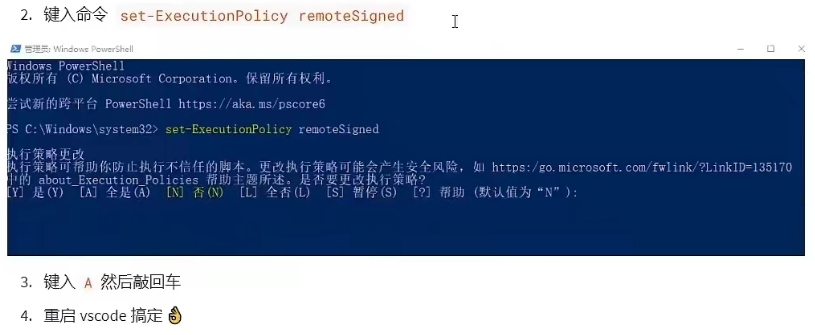 2. 键入命令 set-ExecutionPolicy remoteSigned
管理员: Windows PowerShell
Windows PowerShell
版权所有 (C) Microsoft Corporation。保留所有权利。
尝试新的跨平台 PowerShell https://aka.ms/pscore6
PS C:\Windows\system32> set-ExecutionPolicy remoteSigned
执行策略更改
执行策略可帮助你防止执行不信任的脚本。更改执行策略可能会产生安全风险，如 https:/go.microsoft.com/fwlink/?LinkID=135170
中的 about_Execution_Policies 帮助主题所述。是否要更改执行策略?
[Y] 是(Y) [A] 全是(A) [N] 否(N) [L] 全否(L) [S] 暂停(S) [?] 帮助 (默认值为“N”):
3. 键入 A 然后敲回车
4. 重启 vscode 搞定👌